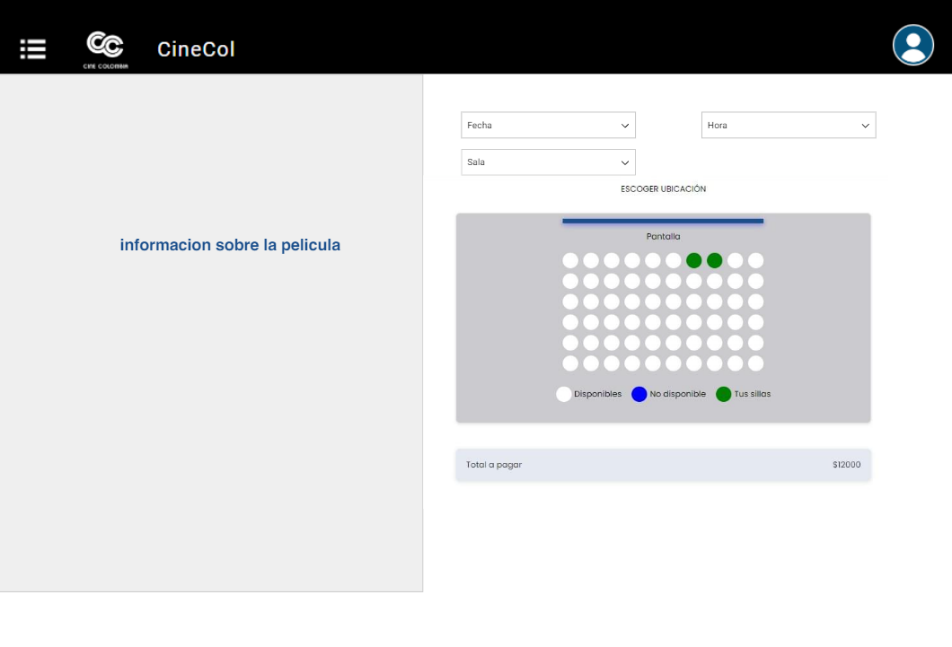 CINE COLOMBIA
CineCol
informacion sobre la pelicula
Fecha
Hora
Sala
ESCOGER UBICACIÓN
Pantalla
Disponibles
No disponible
Tus sillas
Total a pagar
$12000